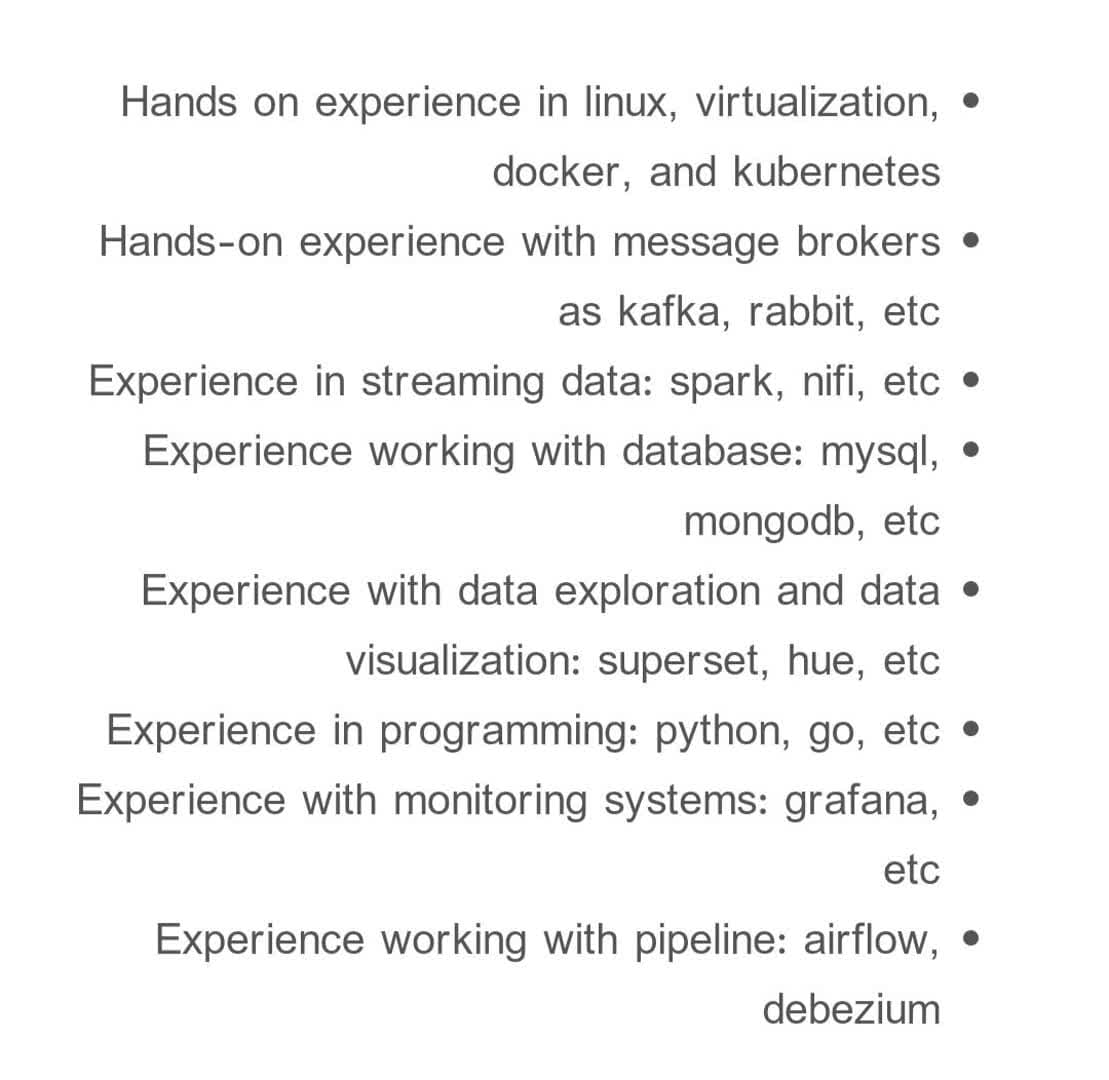 Hands on experience in linux, virtualization, •
docker, and kubernetes
Hands-on experience with message brokers •
as kafka, rabbit, etc
Experience in streaming data: spark, nifi, etc •
Experience working with database: mysql, •
mongodb, etc
Experience with data exploration and data •
visualization: superset, hue, etc
Experience in programming: python, go, etc •
Experience with monitoring systems: grafana, •
etc
Experience working with pipeline: airflow, •
debezium